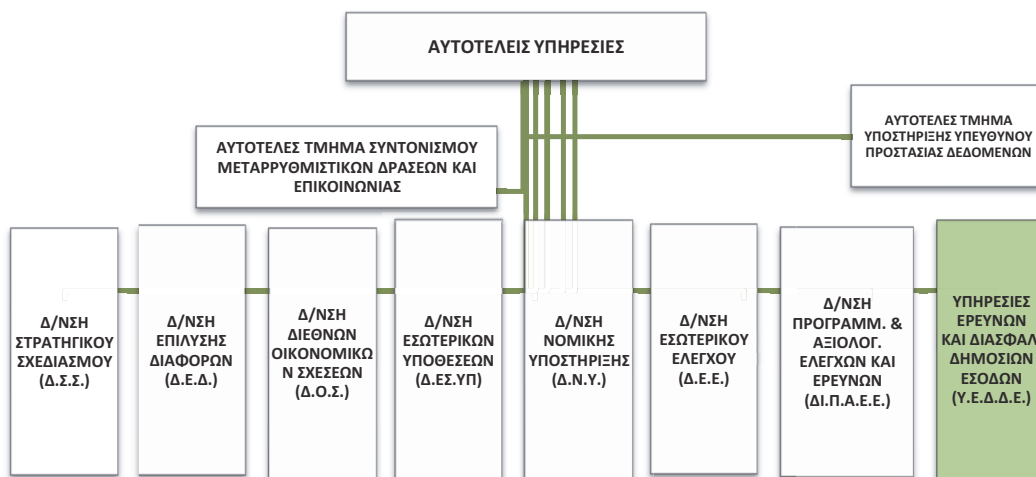 ΑΥΤΟΤΕΛΕΙΣ ΥΠΗΡΕΣΙΕΣ
ΑΥΤΟΤΕΛΕΣ ΤΜΗΜΑ
ΥΠΟΣΤΗΡΙΞΗΣ ΥΠΕΥΘΥΝΟΥ
ΠΡΟΣΤΑΣΙΑΣ ΔΕΔΟΜΕΝΩΝ
ΑΥΤΟΤΕΛΕΣ ΤΜΗΜΑ ΣΥΝΤΟΝΙΣΜΟΥ
ΜΕΤΑΡΡΥΘΜΙΣΤΙΚΩΝ ΔΡΑΣΕΩΝ ΚΑΙ
ΕΠΙΚΟΙΝΩΝΙΑΣ
Δ/ΝΣΗ
ΣΤΡΑΤΗΓΙΚΟΥ
ΣΧΕΔΙΑΣΜΟΥ
(Δ.Σ.Σ.)
Δ/ΝΣΗ
ΕΠΙΛΥΣΗΣ
ΔΙΑΦΟΡΩΝ
(Δ.Ε.Δ.)
Δ/ΝΣΗ
ΔΙΕΘΝΩΝ
ΟΙΚΟΝΟΜΙΚΩ
Ν ΣΧΕΣΕΩΝ
(Δ.Ο.Σ.)
Δ/ΝΣΗ
ΕΣΩΤΕΡΙΚΩΝ
ΥΠΟΘΕΣΕΩΝ
(Δ.ΕΣ.ΥΠ)
Δ/ΝΣΗ
ΝΟΜΙΚΗΣ
ΥΠΟΣΤΗΡΙΞΗΣ
(Δ.Ν.Υ.)
Δ/ΝΣΗ
ΕΣΩΤΕΡΙΚΟΥ
ΕΛΕΓΧΟΥ
(Δ.Ε.Ε.)
Δ/ΝΣΗ
ΠΡΟΓΡΑΜΜ. &
ΑΞΙΟΛΟΓ.
ΕΛΕΓΧΩΝ ΚΑΙ
ΕΡΕΥΝΩΝ
(ΔΙ.Π.Α.Ε.Ε.)
ΥΠΗΡΕΣΙΕΣ
ΕΡΕΥΝΩΝ
ΚΑΙ ΔΙΑΣΦΑΛ
ΔΗΜΟΣΙΩΝ
ΕΣΟΔΩΝ
(Υ.Ε.Δ.Δ.Ε.)